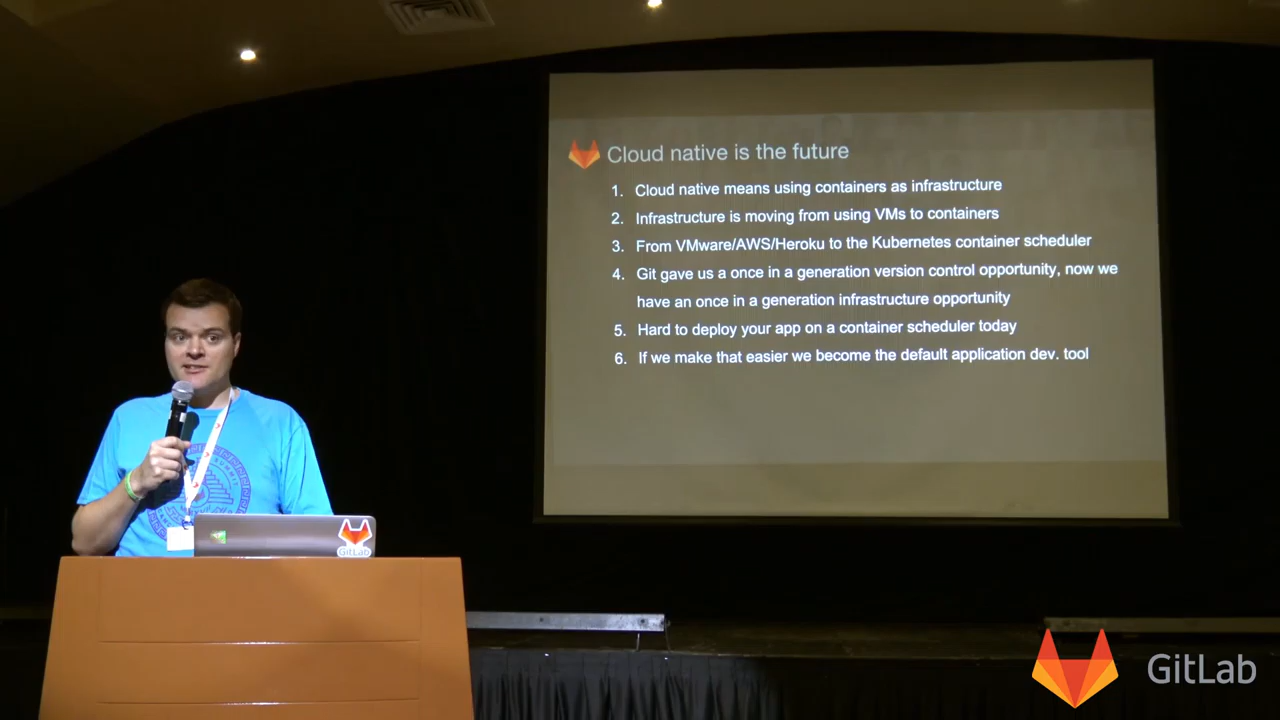 Cloud native is the future
1. Cloud native means using containers as infrastructure
2. Infrastructure is moving from using VMs to containers
3. From VMware/AWS/Heroku to the Kubernetes container scheduler
4. Git gave us a once in a generation version control opportunity, now we
have an once in a generation infrastructure opportunity
5. Hard to deploy your app on a container scheduler today
6. If we make that easier we become the default application dev. tool
GitLab
GitLab